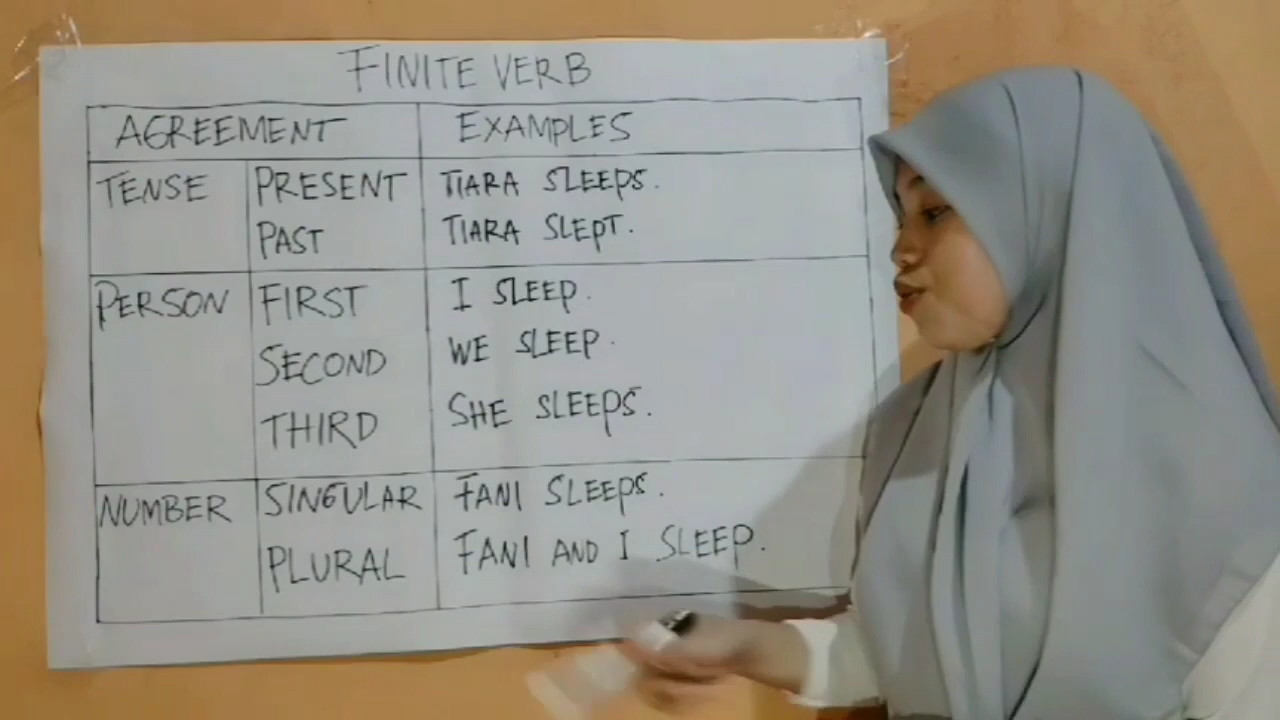 FINITE VERB
AGREEMENT EXAMPLES
TENSE PRESENT TIARA SLEEPS.
PAST TIARA SLEPT.
PERSON FIRST I SLEEP.
SECOND WE SLEEP.
THIRD SHE SLEEPS.
NUMBER SINGULAR FANI SLEEPS.
PLURAL FANI AND I SLEEP.